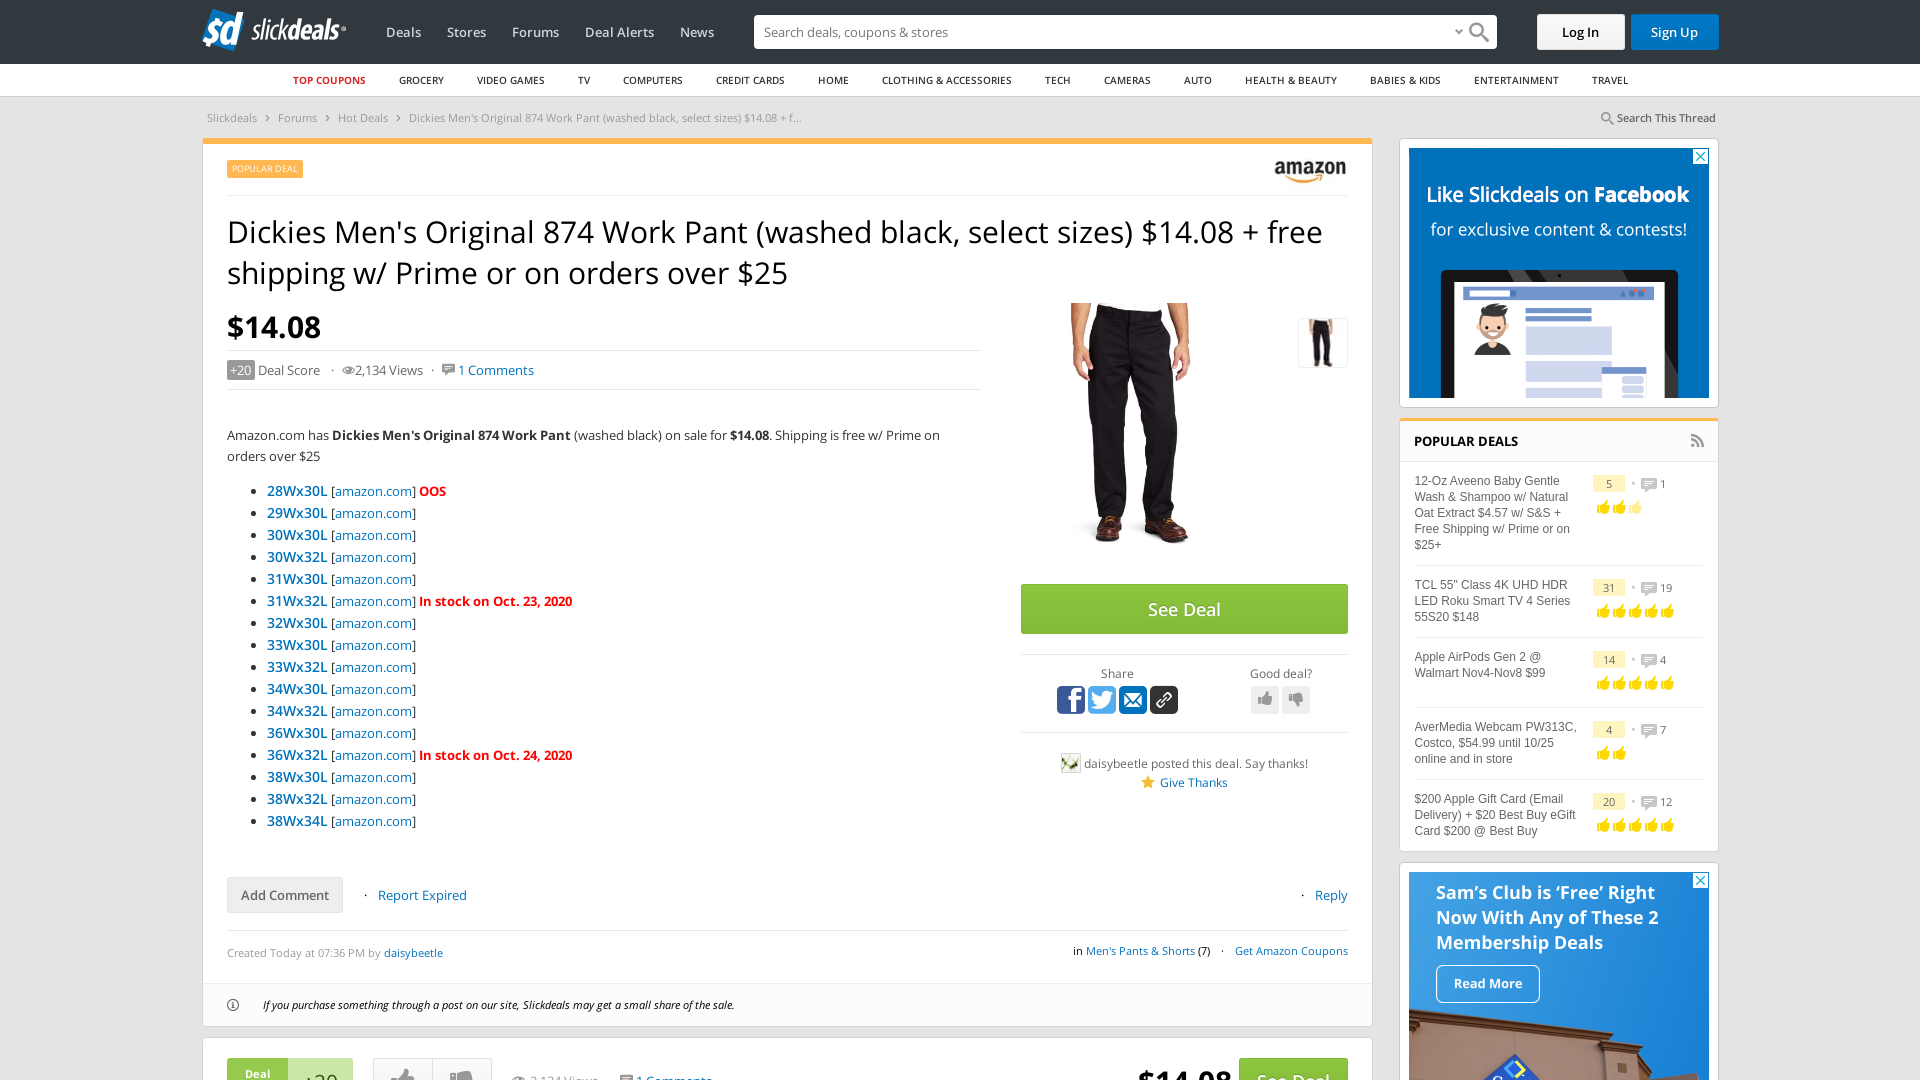 slickdeals
Deals
Stores
Forums
Deal Alerts
News
Search deals, coupons & stores
Log In
Sign Up
TOP COUPONS
GROCERY
VIDEO GAMES
TV
COMPUTERS
CREDIT CARDS
HOME
CLOTHING & ACCESSORIES
TECH
CAMERAS
AUTO
HEALTH & BEAUTY
BABIES & KIDS
ENTERTAINMENT
TRAVEL
Slickdeals > Forums > Hot Deals > Dickies Men's Original 874 Work Pant (washed black, select sizes) $14.08 + f...
Search This Thread
POPULAR DEAL
amazon
Dickies Men's Original 874 Work Pant (washed black, select sizes) $14.08 + free
shipping w/ Prime or on orders over $25
$14.08
+20 Deal Score · 2,134 Views · 1 Comments
Amazon.com has Dickies Men's Original 874 Work Pant (washed black) on sale for $14.08. Shipping is free w/ Prime on
orders over $25
28Wx30L [amazon.com] OOS
29Wx30L [amazon.com]
30Wx30L [amazon.com]
30Wx32L [amazon.com]
31Wx30L [amazon.com]
31Wx32L [amazon.com] In stock on Oct. 23, 2020
32Wx30L [amazon.com]
33Wx30L [amazon.com]
33Wx32L [amazon.com]
34Wx30L [amazon.com]
34Wx32L [amazon.com]
36Wx30L [amazon.com]
36Wx32L [amazon.com] In stock on Oct. 24, 2020
38Wx30L [amazon.com]
38Wx32L [amazon.com]
38Wx34L [amazon.com]
See Deal
Share
Good deal?
daisybeetle posted this deal. Say thanks!
Give Thanks
Add Comment · Report Expired
· Reply
Created Today at 07:36 PM by daisybeetle
in Men's Pants & Shorts (7) · Get Amazon Coupons
If you purchase something through a post on our site, Slickdeals may get a small share of the sale.
Deal
+20
2,134 Views
1 Comments
$14.08
See Deal
Like Slickdeals on Facebook
for exclusive content & contests!
POPULAR DEALS
12-Oz Aveeno Baby Gentle
Wash & Shampoo w/ Natural
Oat Extract $4.57 w/ S&S +
Free Shipping w/ Prime or on
$25+
5 • 1
TCL 55" Class 4K UHD HDR
LED Roku Smart TV 4 Series
55S20 $148
31 • 19
Apple AirPods Gen 2 @
Walmart Nov4-Nov8 $99
14 • 4
AverMedia Webcam PW313C,
Costco, $54.99 until 10/25
online and in store
4 • 7
$200 Apple Gift Card (Email
Delivery) + $20 Best Buy eGift
Card $200 @ Best Buy
20 • 12
Sam's Club is ‘Free’ Right
Now With Any of These 2
Membership Deals
Read More